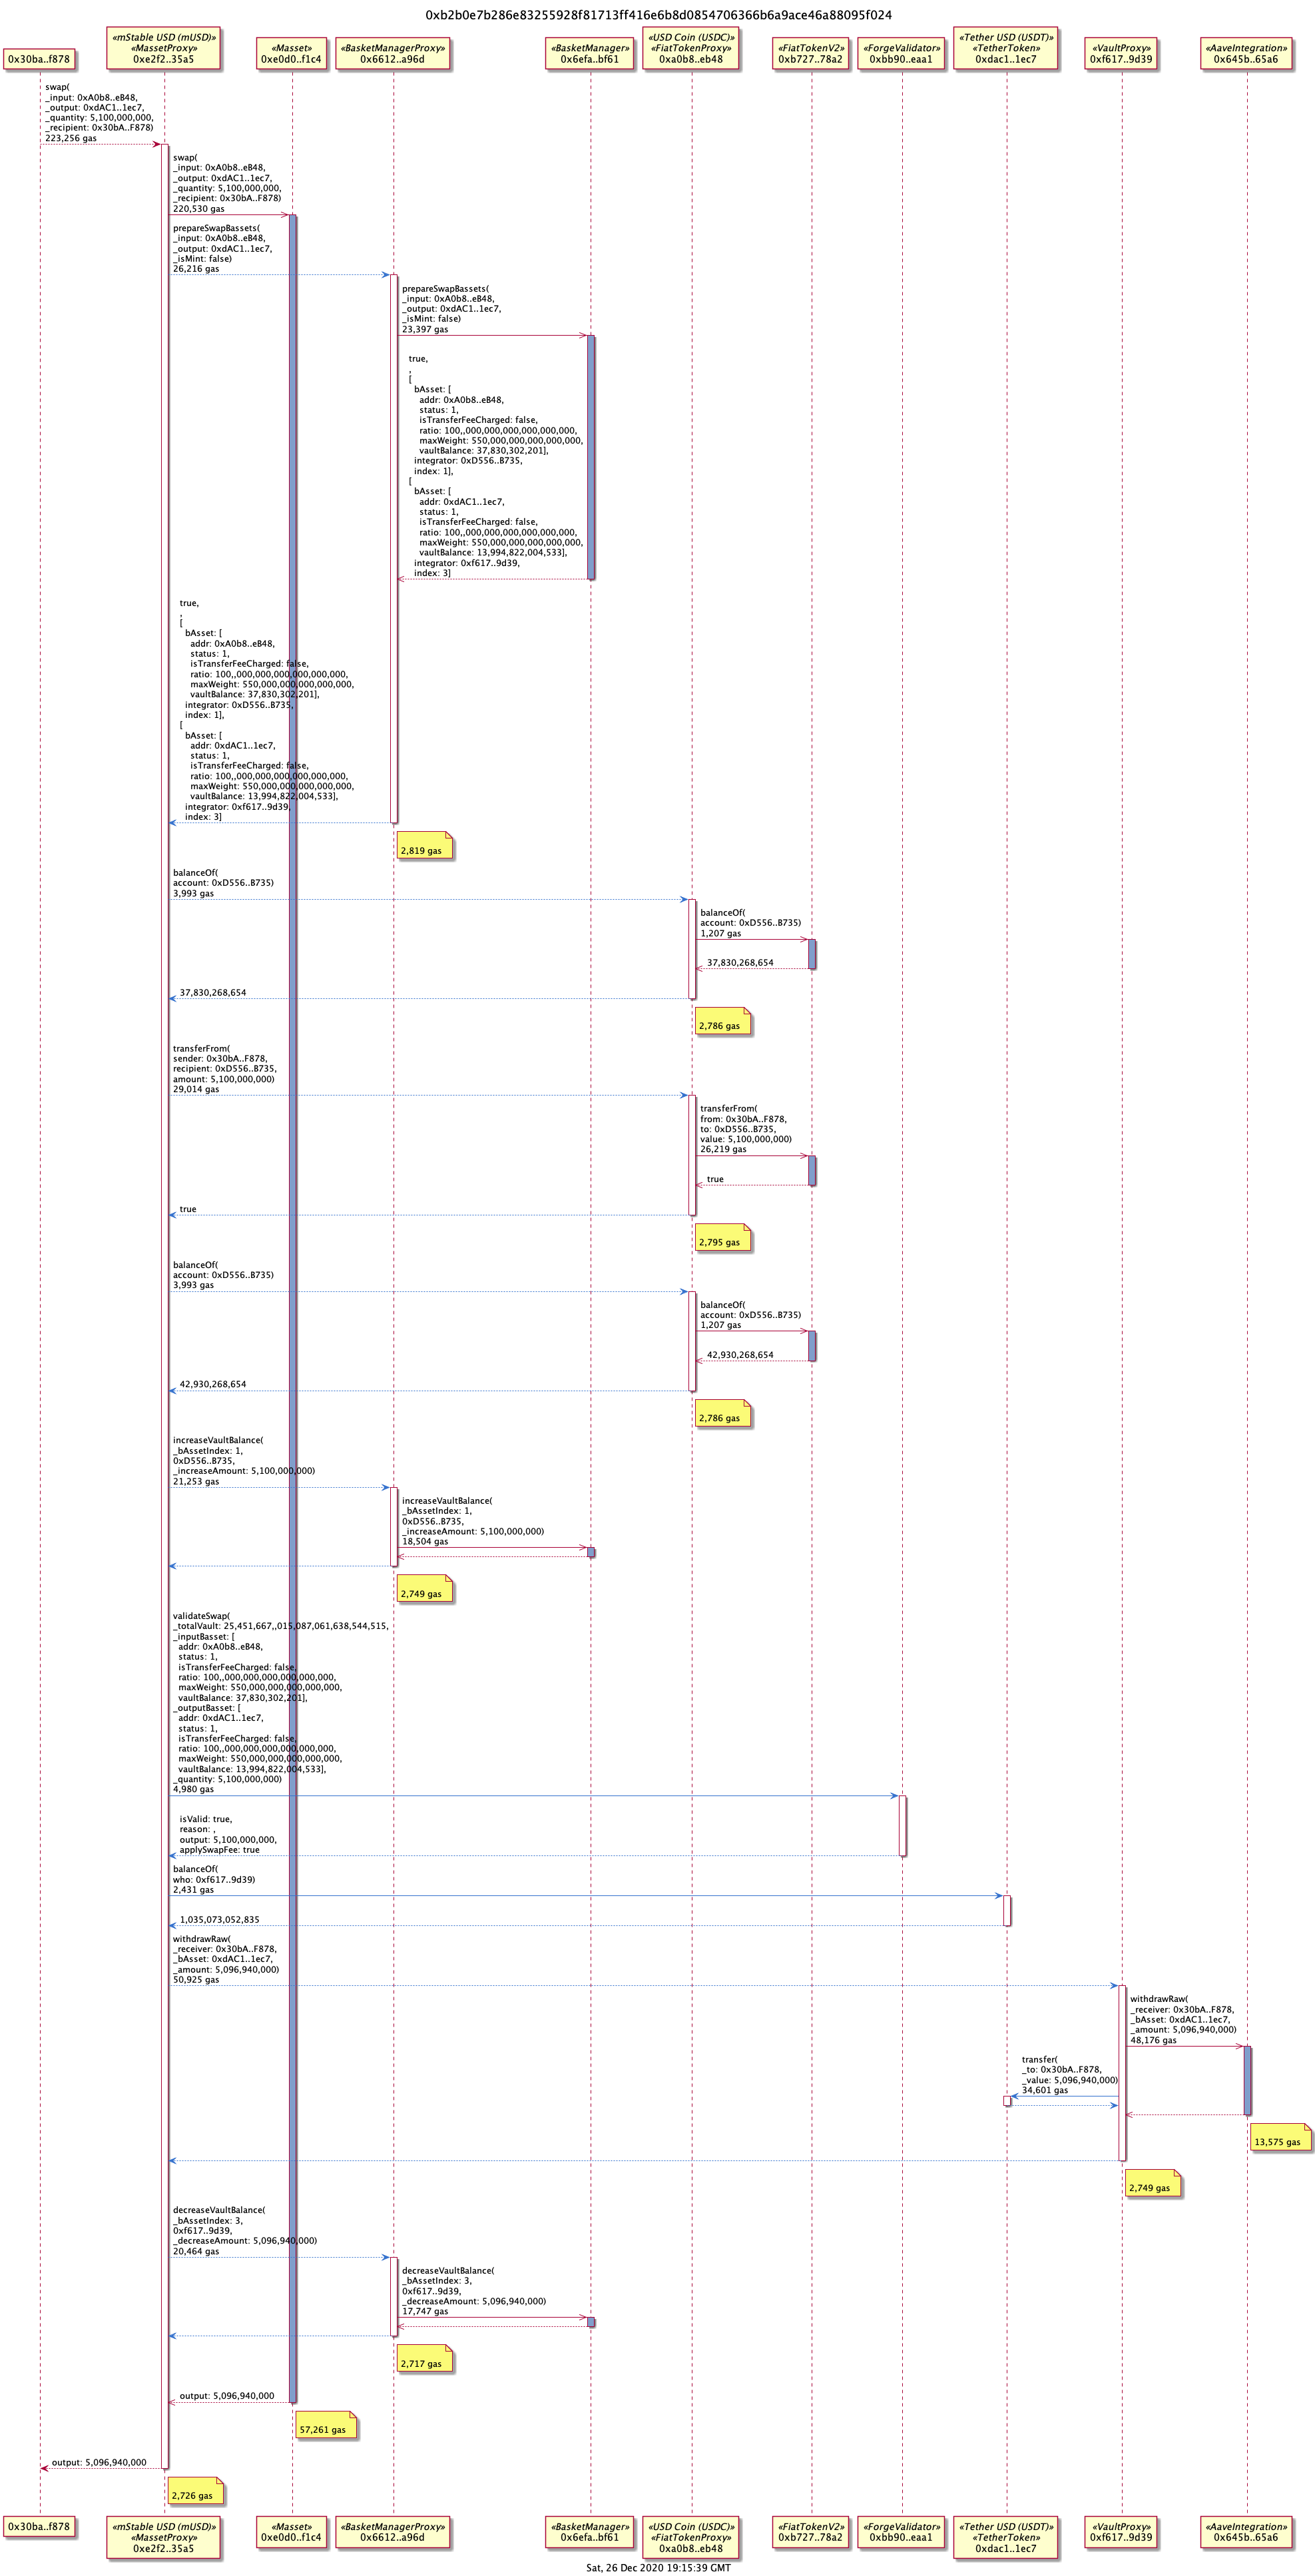 0xb2b0e7b286e83255928f81713ff416e6b8d0854706366b6a9ace46a88095f024
0x30ba..f878
«mStable USD (mUSD)»
«MassetProxy»
0xe2f2..35a5
«Masset»
0xe0d0..f1c4
«BasketManagerProxy»
0x6612..a96d
«BasketManager»
0x6efa..bf61
«USD Coin (USDC)»
«FiatTokenProxy»
0xa0b8..eb48
«FiatTokenV2»
0xb727..78a2
«ForgeValidator»
0xbb90..eaa1
«Tether USD (USDT)»
«TetherToken»
0xdac1..1ec7
«VaultProxy»
0xf617..9d39
«AaveIntegration»
0x645b..65a6
swap(
_input: 0xA0b8..eB48,
_output: 0xdAC1..1ec7,
_quantity: 5,100,000,000,
_recipient: 0x30bA..F878)
223,256 gas
swap(
_input: 0xA0b8..eB48,
_output: 0xdAC1..1ec7,
_quantity: 5,100,000,000,
_recipient: 0x30bA..F878)
220,530 gas
prepareSwapBassets(
_input: 0xA0b8..eB48,
_output: 0xdAC1..1ec7,
_isMint: false)
26,216 gas
prepareSwapBassets(
_input: 0xA0b8..eB48,
_output: 0xdAC1..1ec7,
_isMint: false)
23,397 gas
true,
,
[
bAsset: [
addr: 0xA0b8..eB48,
status: 1,
isTransferFeeCharged: false,
ratio: 100,,000,000,000,000,000,000,
maxWeight: 550,000,000,000,000,000,
vaultBalance: 37,830,302,201],
integrator: 0xD556..B735,
index: 1],
[
bAsset: [
addr: 0xdAC1..1ec7,
status: 1,
isTransferFeeCharged: false,
ratio: 100,,000,000,000,000,000,000,
maxWeight: 550,000,000,000,000,000,
vaultBalance: 13,994,822,004,533],
integrator: 0xf617..9d39,
index: 3]
true,
,
[
bAsset: [
addr: 0xA0b8..eB48,
status: 1,
isTransferFeeCharged: false,
ratio: 100,,000,000,000,000,000,000,
maxWeight: 550,000,000,000,000,000,
vaultBalance: 37,830,302,201],
integrator: 0xD556..B735,
index: 1],
[
bAsset: [
addr: 0xdAC1..1ec7,
status: 1,
isTransferFeeCharged: false,
ratio: 100,,000,000,000,000,000,000,
maxWeight: 550,000,000,000,000,000,
vaultBalance: 13,994,822,004,533],
integrator: 0xf617..9d39,
index: 3]
2,819 gas
balanceOf(
account: 0xD556..B735)
3,993 gas
balanceOf(
account: 0xD556..B735)
1,207 gas
37,830,268,654
37,830,268,654
2,786 gas
transferFrom(
sender: 0x30bA..F878,
recipient: 0xD556..B735,
amount: 5,100,000,000)
29,014 gas
transferFrom(
from: 0x30bA..F878,
to: 0xD556..B735,
value: 5,100,000,000)
26,219 gas
true
true
2,795 gas
balanceOf(
account: 0xD556..B735)
3,993 gas
balanceOf(
account: 0xD556..B735)
1,207 gas
42,930,268,654
42,930,268,654
2,786 gas
increaseVaultBalance(
_bAssetIndex: 1,
0xD556..B735,
_increaseAmount: 5,100,000,000)
21,253 gas
increaseVaultBalance(
_bAssetIndex: 1,
0xD556..B735,
_increaseAmount: 5,100,000,000)
18,504 gas
2,749 gas
validateSwap(
_totalVault: 25,451,667,,015,087,061,638,544,515,
_inputBasset: [
addr: 0xA0b8..eB48,
status: 1,
isTransferFeeCharged: false,
ratio: 100,,000,000,000,000,000,000,
maxWeight: 550,000,000,000,000,000,
vaultBalance: 37,830,302,201],
_outputBasset: [
addr: 0xdAC1..1ec7,
status: 1,
isTransferFeeCharged: false,
ratio: 100,,000,000,000,000,000,000,
maxWeight: 550,000,000,000,000,000,
vaultBalance: 13,994,822,004,533],
_quantity: 5,100,000,000)
4,980 gas
isValid: true,
reason: ,
output: 5,100,000,000,
applySwapFee: true
balanceOf(
who: 0xf617..9d39)
2,431 gas
1,035,073,052,835
withdrawRaw(
_receiver: 0x30bA..F878,
_bAsset: 0xdAC1..1ec7,
_amount: 5,096,940,000)
50,925 gas
withdrawRaw(
_receiver: 0x30bA..F878,
_bAsset: 0xdAC1..1ec7,
_amount: 5,096,940,000)
48,176 gas
transfer(
_to: 0x30bA..F878,
_value: 5,096,940,000)
34,601 gas
13,575 gas
2,749 gas
decreaseVaultBalance(
_bAssetIndex: 3,
0xf617..9d39,
_decreaseAmount: 5,096,940,000)
20,464 gas
decreaseVaultBalance(
_bAssetIndex: 3,
0xf617..9d39,
_decreaseAmount: 5,096,940,000)
17,747 gas
2,717 gas
output: 5,096,940,000
57,261 gas
output: 5,096,940,000
2,726 gas
0x30ba..f878
«mStable USD (mUSD)»
«MassetProxy»
0xe2f2..35a5
«Masset»
0xe0d0..f1c4
«BasketManagerProxy»
0x6612..a96d
«BasketManager»
0x6efa..bf61
«USD Coin (USDC)»
«FiatTokenProxy»
0xa0b8..eb48
«FiatTokenV2»
0xb727..78a2
«ForgeValidator»
0xbb90..eaa1
«Tether USD (USDT)»
«TetherToken»
0xdac1..1ec7
«VaultProxy»
0xf617..9d39
«AaveIntegration»
0x645b..65a6
Sat, 26 Dec 2020 19:15:39 GMT